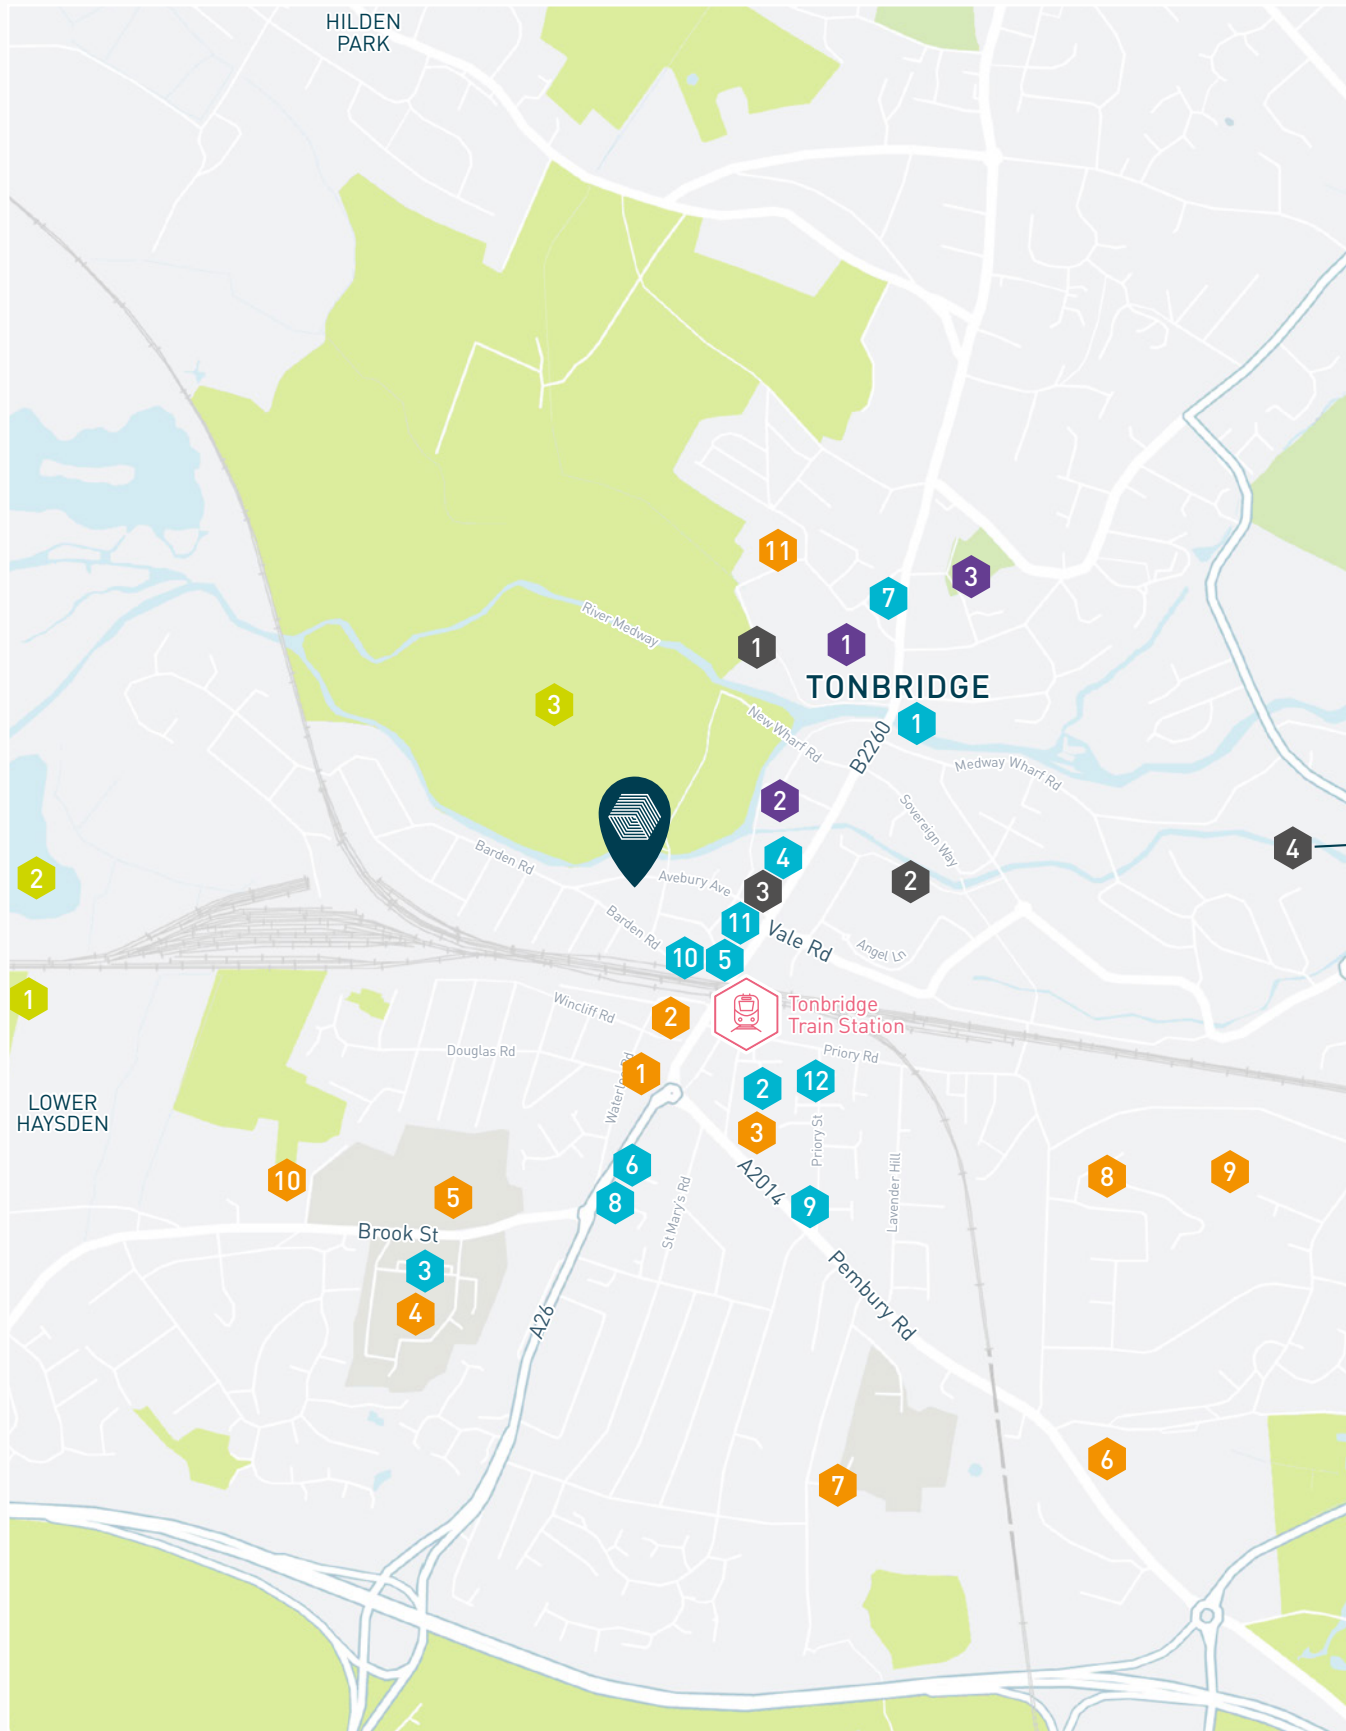 HILDEN
PARK
11
3
7
1
1
River Medway
TONBRIDGE
3
1
New Wharf Rd
B2260
Medway Wharf Rd
2
Sovereign Way
4
4
Barden Rd
2
Avebury Ave
2
3
Barden Rd
11
Vale Rd
Angel Ln
10
5
1
Wincliff Rd
2
Tonbridge
Train Station
Douglas Rd
Priory Rd
1
Waterloo Rd
2
12
LOWER
HAYSDEN
3
Priory St
6
A2014
10
5
8
St Mary's Rd
9
Lavender Hill
8
9
Brook St
3
4
A26
Pembury Rd
6
7